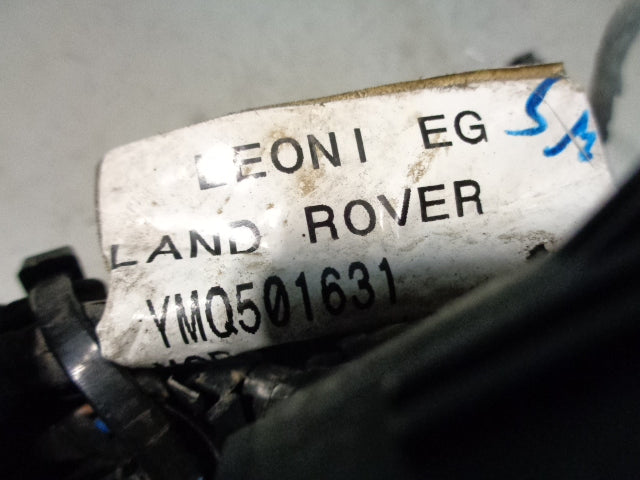 LEONI EG
LAND ROVER
YMQ501631